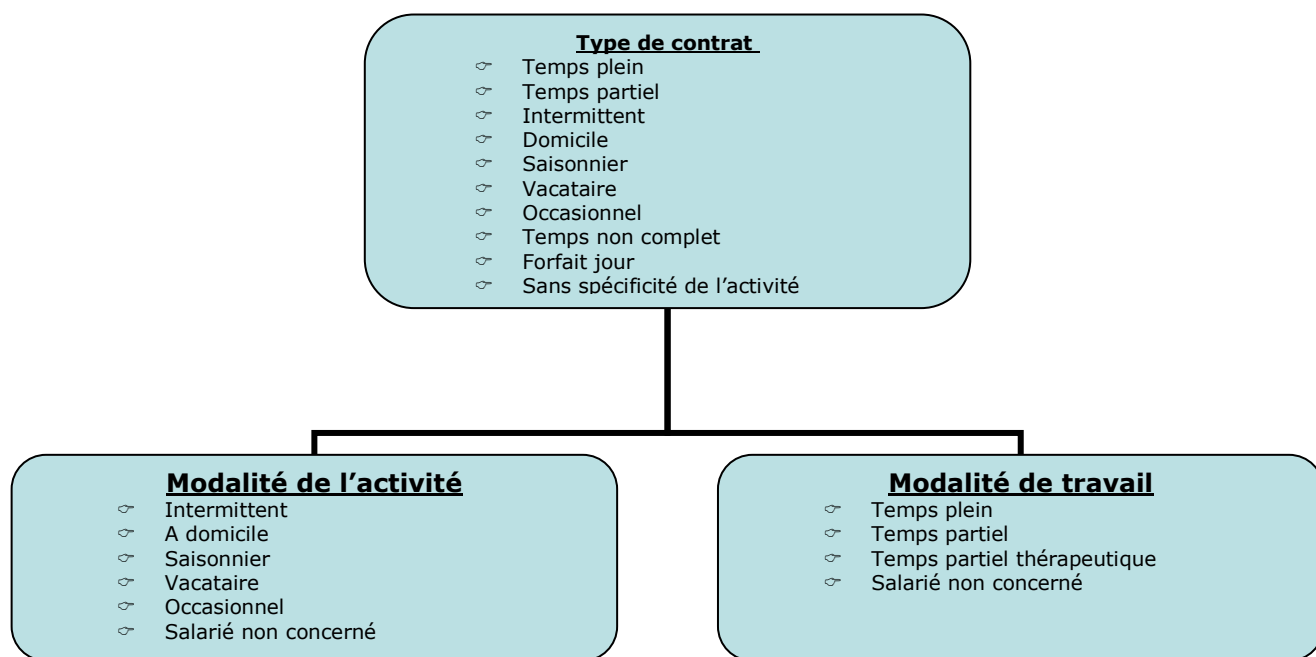 Type de contrat
☞ Temps plein
☞ Temps partiel
☞ Intermittent
☞ Domicile
☞ Saisonnier
☞ Vacataire
☞ Occasionnel
☞ Temps non complet
☞ Forfait jour
☞ Sans spécificité de l’activité
Modalité de l’activité
☞ Intermittent
☞ A domicile
☞ Saisonnier
☞ Vacataire
☞ Occasionnel
☞ Salarié non concerné
Modalité de travail
☞ Temps plein
☞ Temps partiel
☞ Temps partiel thérapeutique
☞ Salarié non concerné